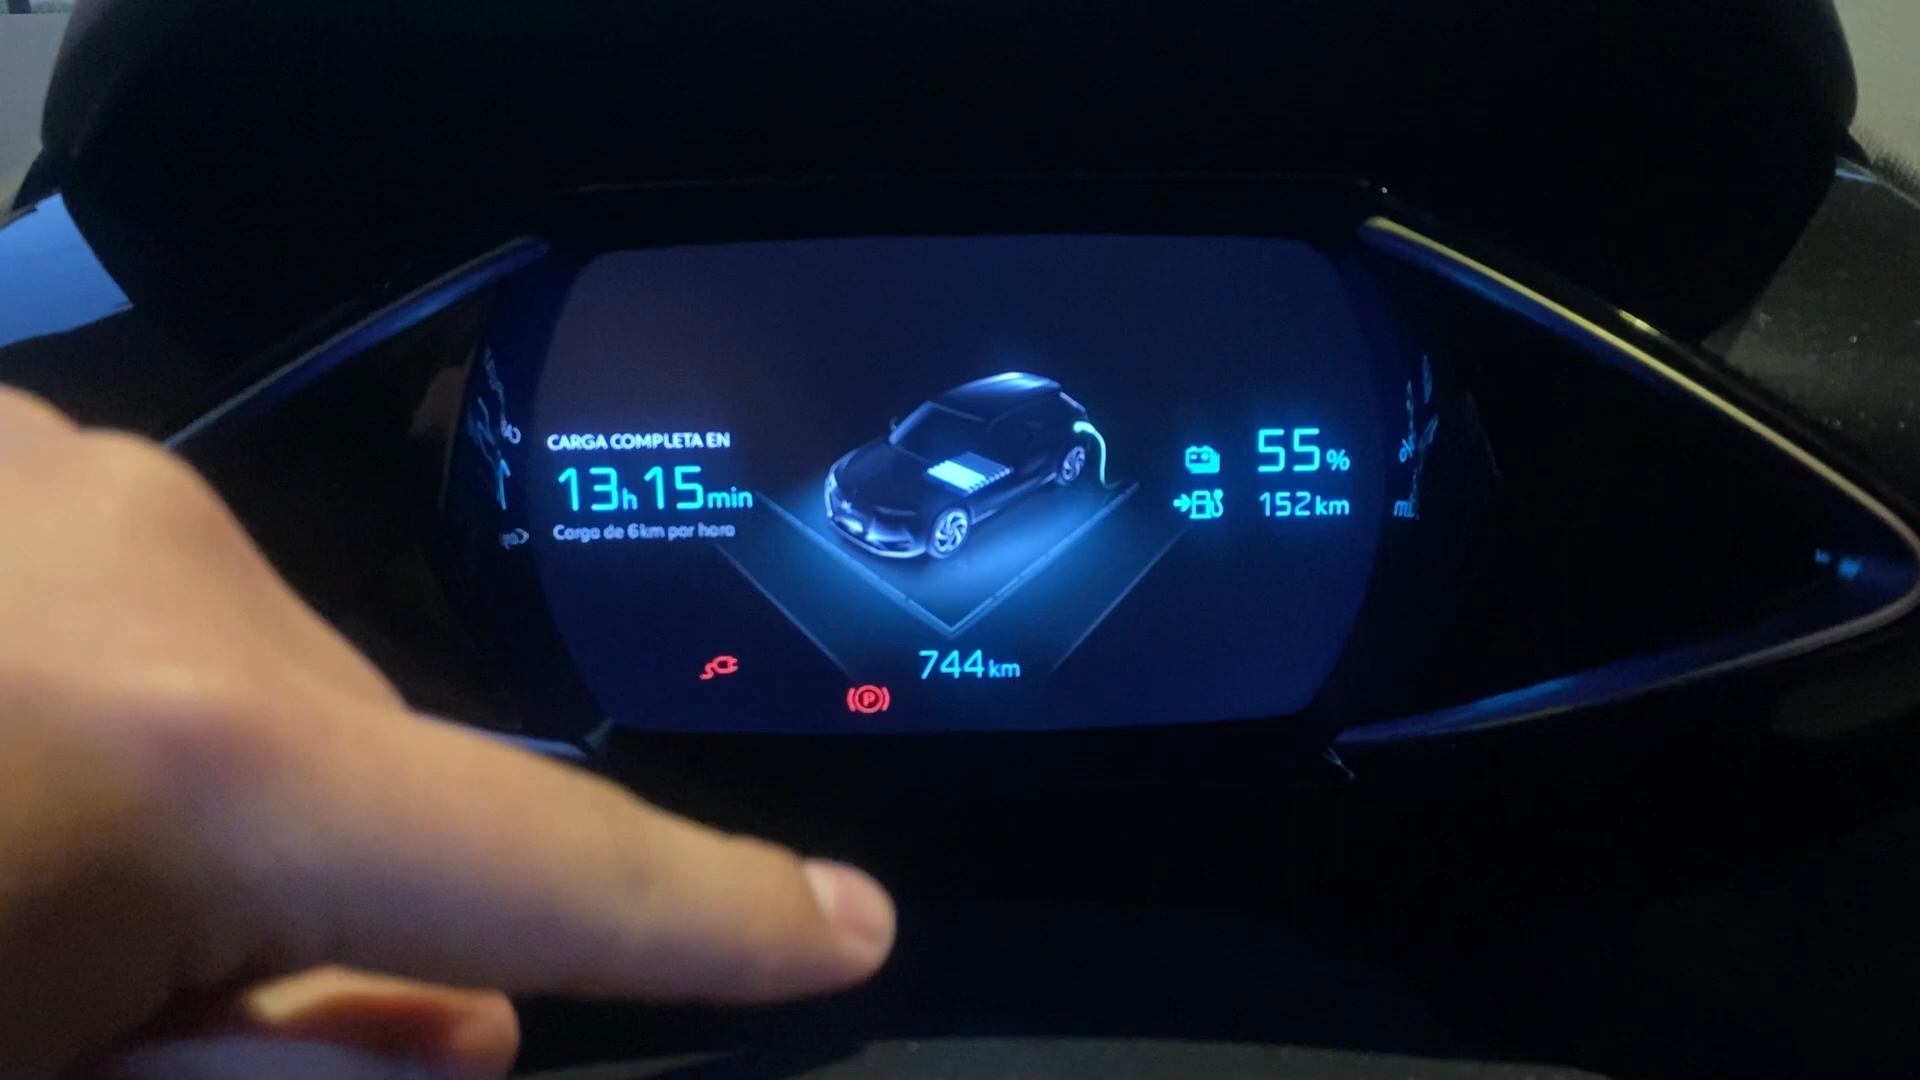 CARGA COMPLETA EN
13h 15min
Carga de 6km por hora
55%
152km
744km
P